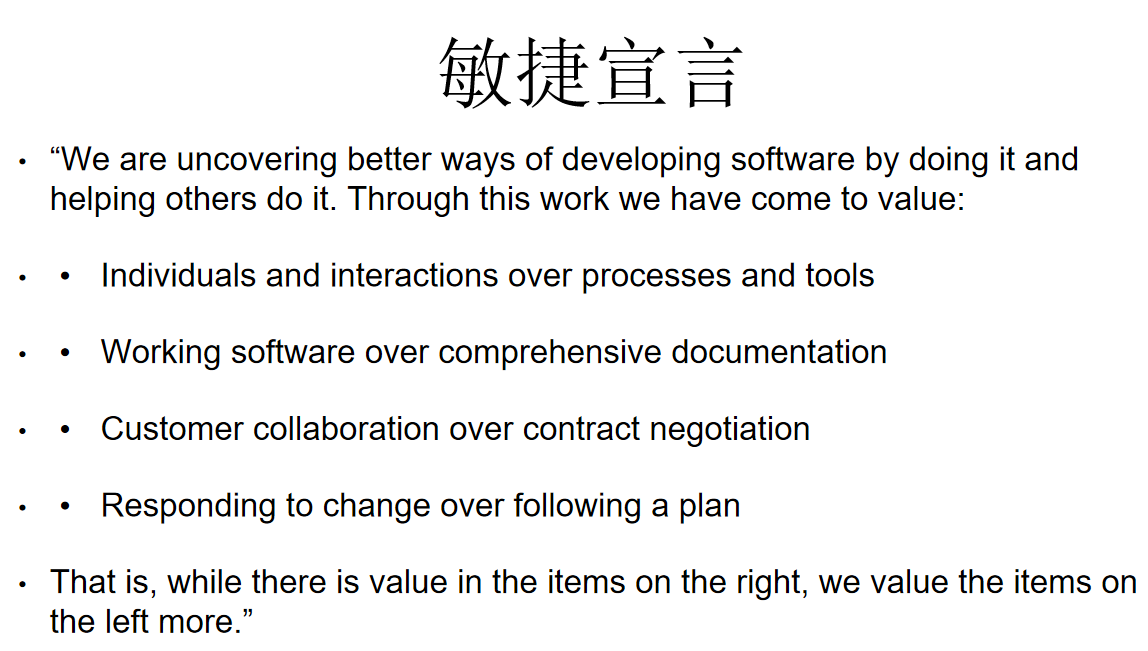 敏捷宣言
• “We are uncovering better ways of developing software by doing it and
helping others do it. Through this work we have come to value:
• • Individuals and interactions over processes and tools
• • Working software over comprehensive documentation
• • Customer collaboration over contract negotiation
• • Responding to change over following a plan
• That is, while there is value in the items on the right, we value the items on
the left more.”